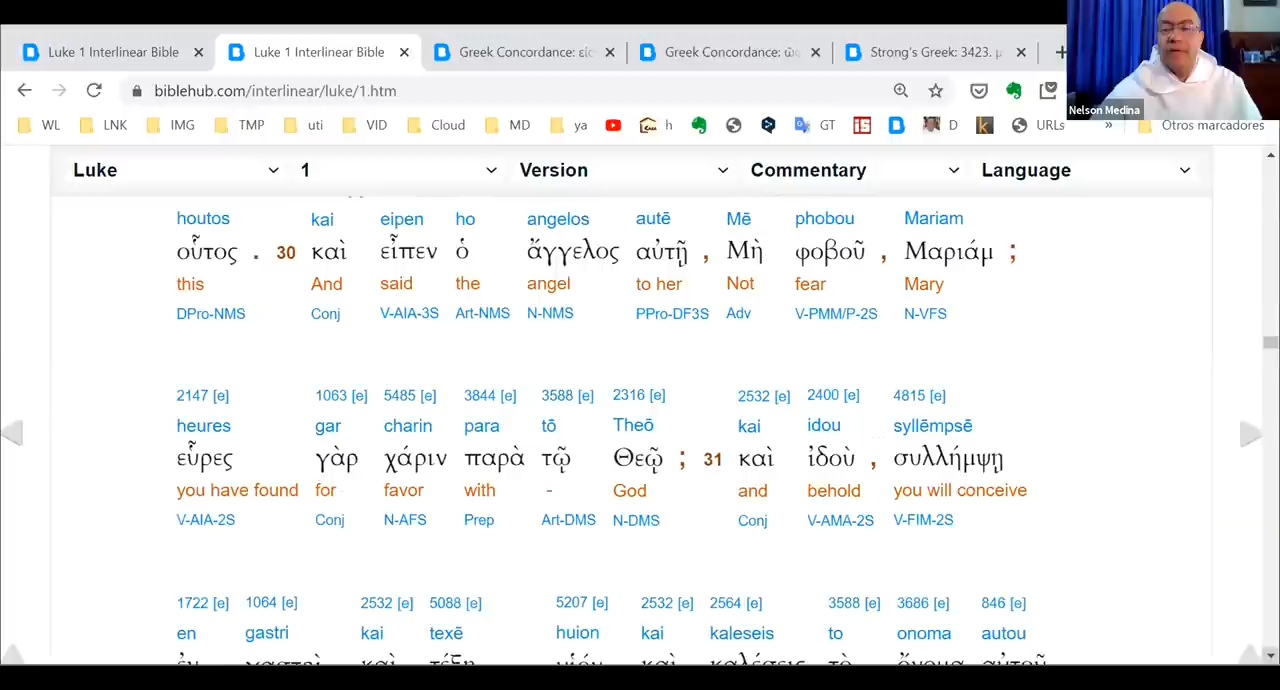 Luke 1 Interlinear Bible
Luke 1 Interlinear Bible
Greek Concordance: εἰσ
Greek Concordance: ὡ
Strong's Greek: 3423. μ
biblehub.com/interlinear/luke/1.htm
Nelson Medina
WL LNK IMG TMP uti VID Cloud MD ya h GT D k URLs » Otros marcadores
Luke 1 Version Commentary Language
houtos kai eipen ho angelos autē Mē phobou Mariam
οὗτος . 30 καὶ εἶπεν ὁ ἄγγελος αὐτῇ , Μὴ φοβοῦ , Μαριάμ ;
this And said the angel to her Not fear Mary
DPro-NMS Conj V-AIA-3S Art-NMS N-NMS PPro-DF3S Adv V-PMM/P-2S N-VFS
2147 [e] 1063 [e] 5485 [e] 3844 [e] 3588 [e] 2316 [e] 2532 [e] 2400 [e] 4815 [e]
heures gar charin para tō Theō kai idou syllēmpsē
εὗρες γὰρ χάριν παρὰ τῷ Θεῷ ; 31 καὶ ἰδοὺ , συλλήμψῃ
you have found for favor with - God and behold you will conceive
V-AIA-2S Conj N-AFS Prep Art-DMS N-DMS Conj V-AMA-2S V-FIM-2S
1722 [e] 1064 [e] 2532 [e] 5088 [e] 5207 [e] 2532 [e] 2564 [e] 3588 [e] 3686 [e] 846 [e]
en gastri kai texē huion kai kaleseis to onoma autou